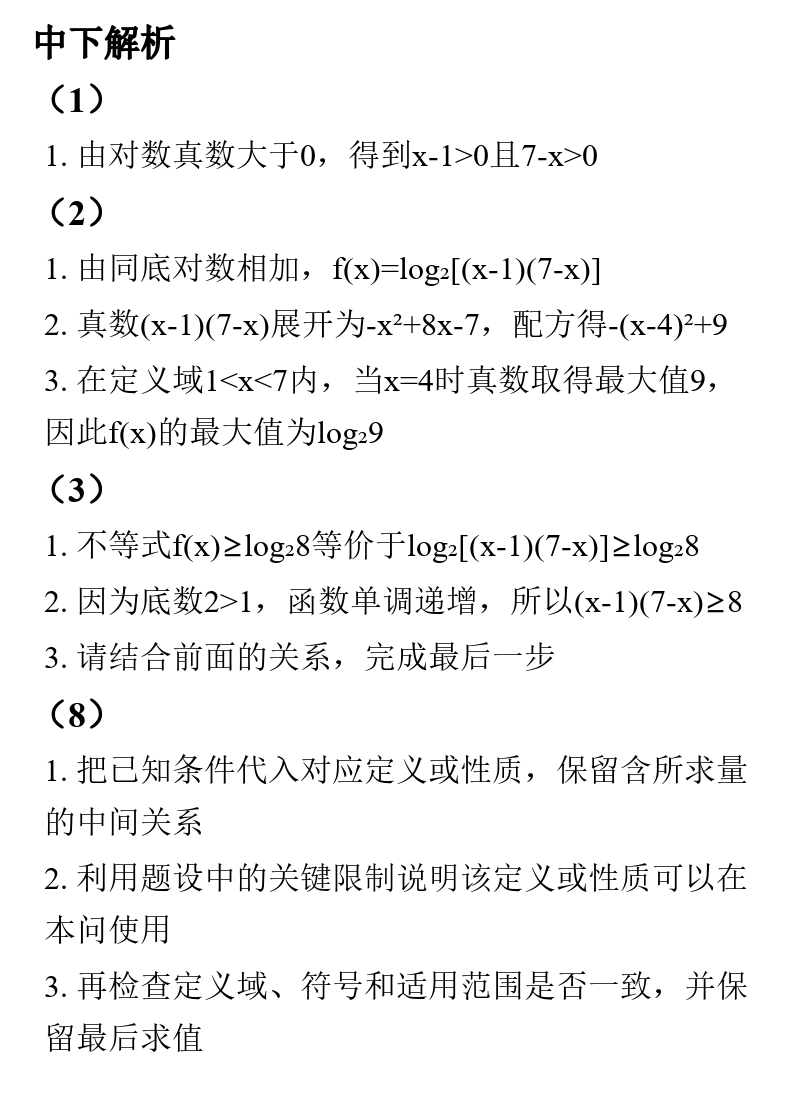 中下解析
（1）
1. 由对数真数大于0，得到x-1>0且7-x>0
（2）
1. 由同底对数相加，f(x)=log₂[(x-1)(7-x)]
2. 真数(x-1)(7-x)展开为-x²+8x-7，配方得-(x-4)²+9
3. 在定义域1<x<7内，当x=4时真数取得最大值9，
因此f(x)的最大值为log₂9
（3）
1. 不等式f(x)≥log₂8等价于log₂[(x-1)(7-x)]≥log₂8
2. 因为底数2>1，函数单调递增，所以(x-1)(7-x)≥8
3. 请结合前面的关系，完成最后一步
（8）
1. 把已知条件代入对应定义或性质，保留含所求量
的中间关系
2. 利用题设中的关键限制说明该定义或性质可以在
本问使用
3. 再检查定义域、符号和适用范围是否一致，并保
留最后求值